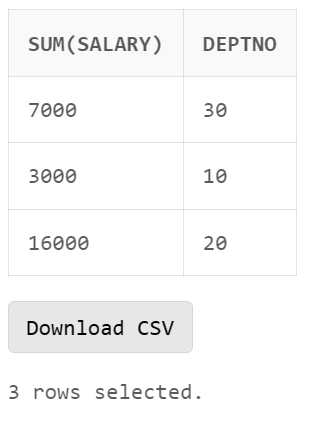 SUM(SALARY) DEPTNO
7000 30
3000 10
16000 20
Download CSV
3 rows selected.